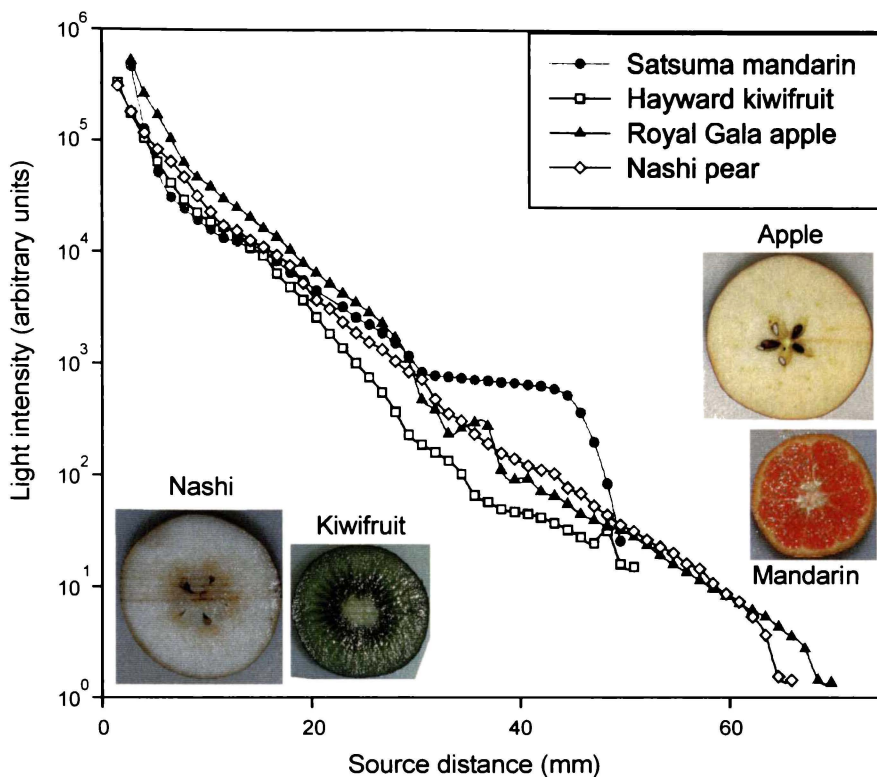 10^6
10^5
10^4
10^3
10^2
10^1
10^0
Light intensity (arbitrary units)
Satsuma mandarin
Hayward kiwifruit
Royal Gala apple
Nashi pear
Apple
Mandarin
Nashi
Kiwifruit
0 20 40 60
Source distance (mm)